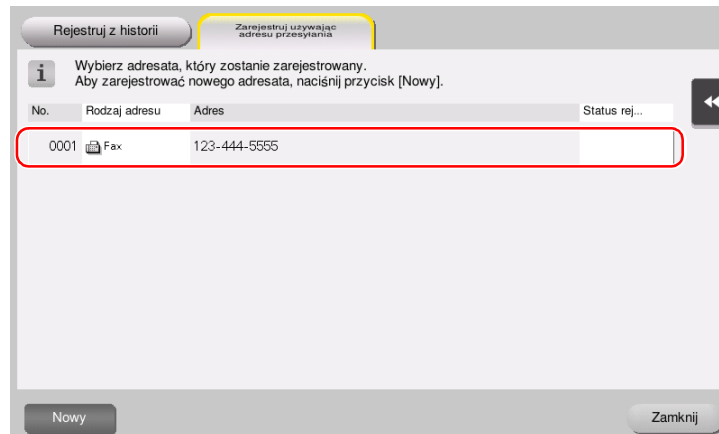 Rejestruj z historii
Zarejestruj używając
adresu przesyłania
Wybierz adresata, który zostanie zarejestrowany.
Aby zarejestrować nowego adresata, naciśnij przycisk [Nowy].
No. Rodzaj adresu Adres Status rej...
0001 Fax 123-444-5555
Nowy Zamknij